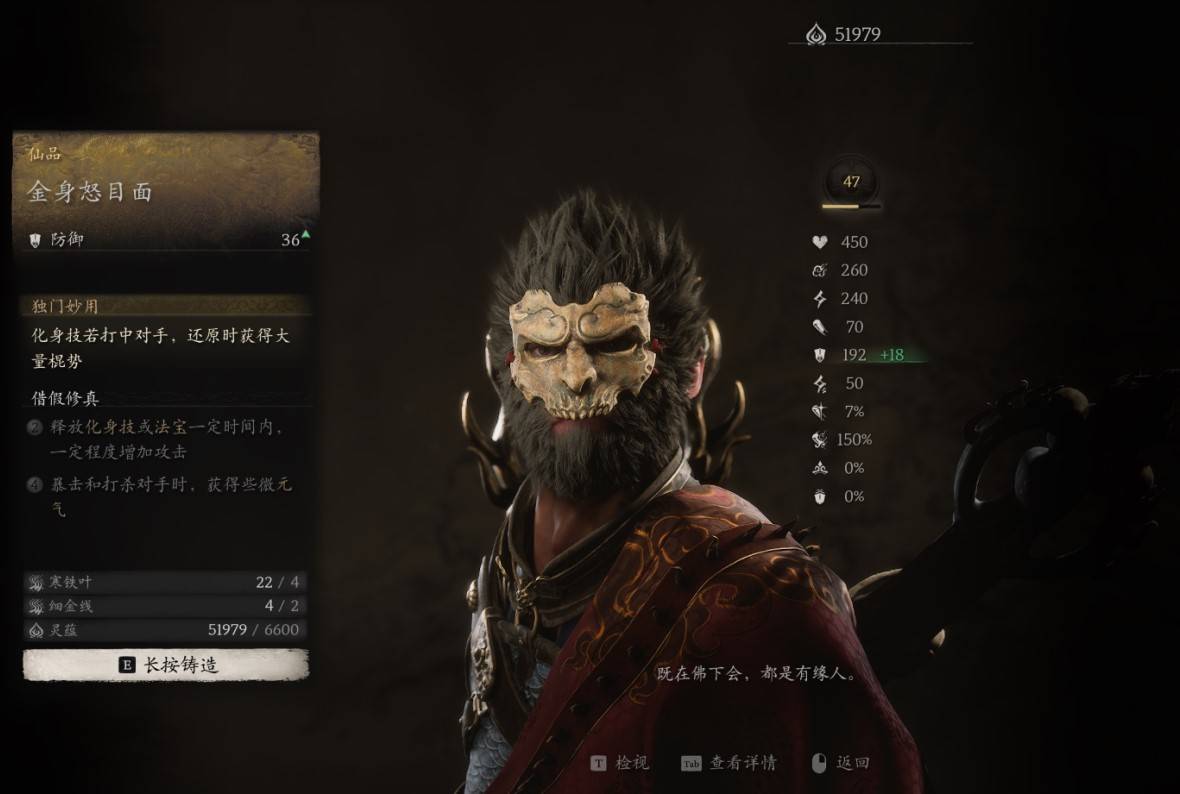 51979
仙品
金身怒目面
防御 36
独门妙用
化身技若打中对手，还原时获得大
量棍势
借假修真
2 释放化身技或法宝一定时间内，
一定程度增加攻击
4 暴击和打杀对手时，获得些微元
气
寒铁叶 22 / 4
细金线 4 / 2
灵蕴 51979 / 6600
E 长按铸造
47
450
260
240
70
192 +18
50
7%
150%
0%
0%
既在佛下会，都是有缘人。
T 检视 Tab 查看详情 返回